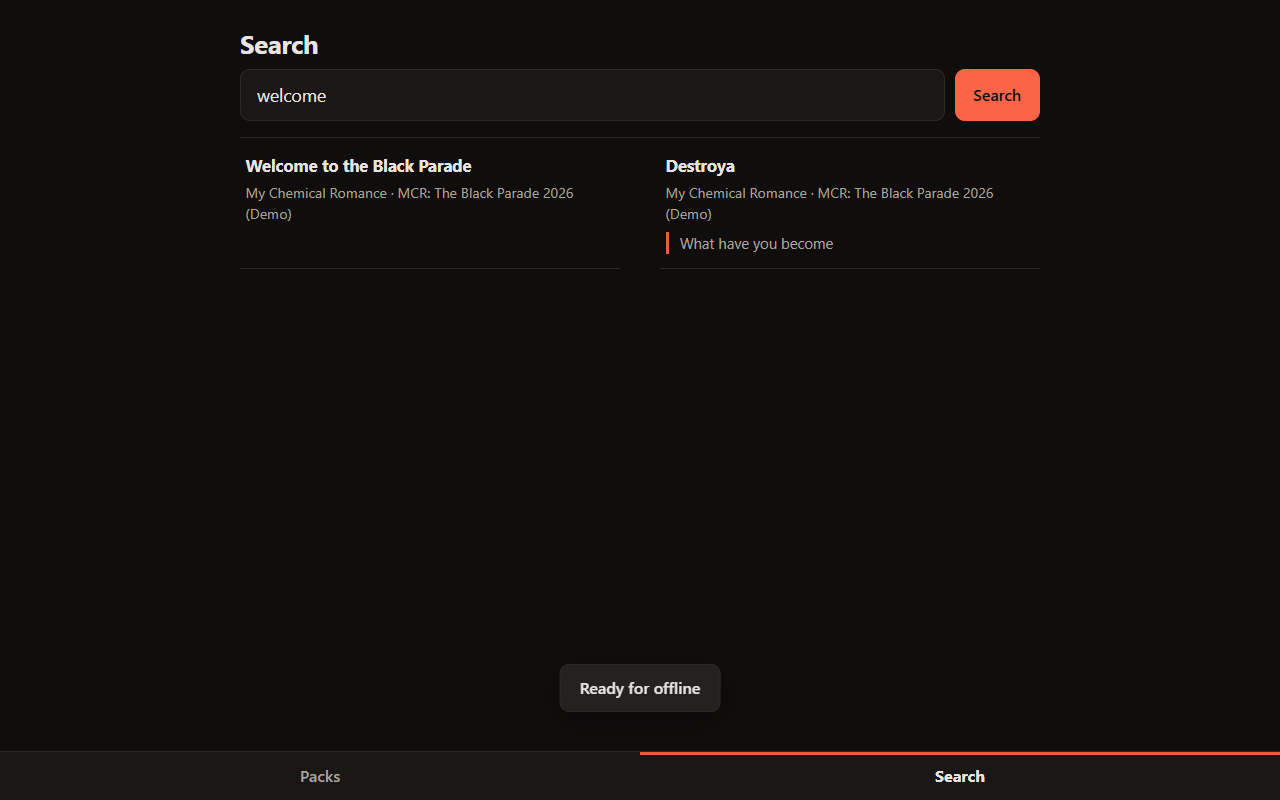 Search
welcome
Search
Welcome to the Black Parade
My Chemical Romance · MCR: The Black Parade 2026
(Demo)
Destroya
My Chemical Romance · MCR: The Black Parade 2026
(Demo)
What have you become
Ready for offline
Packs
Search